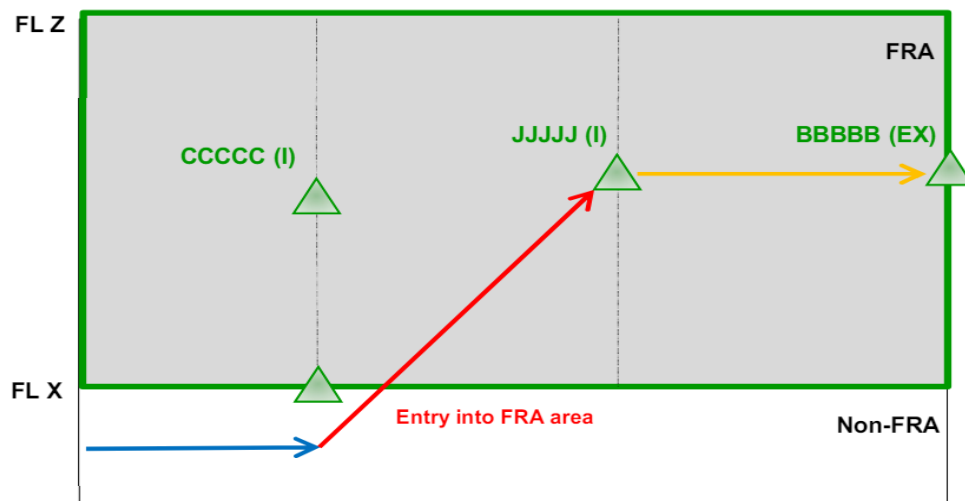 FL Z
FRA
JJJJJ (I)
BBBBB (EX)
CCCCC (I)
FL X
Entry into FRA area
Non-FRA